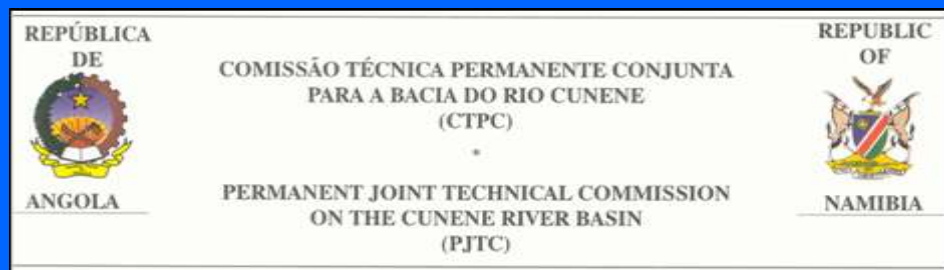 REPÚBLICA
DE
ANGOLA
COMISSÃO TÉCNICA PERMANENTE CONJUNTA
PARA A BACIA DO RIO CUNENE
(CTPC)
*
PERMANENT JOINT TECHNICAL COMMISSION
ON THE CUNENE RIVER BASIN
(PJTC)
REPUBLIC
OF
NAMIBIA